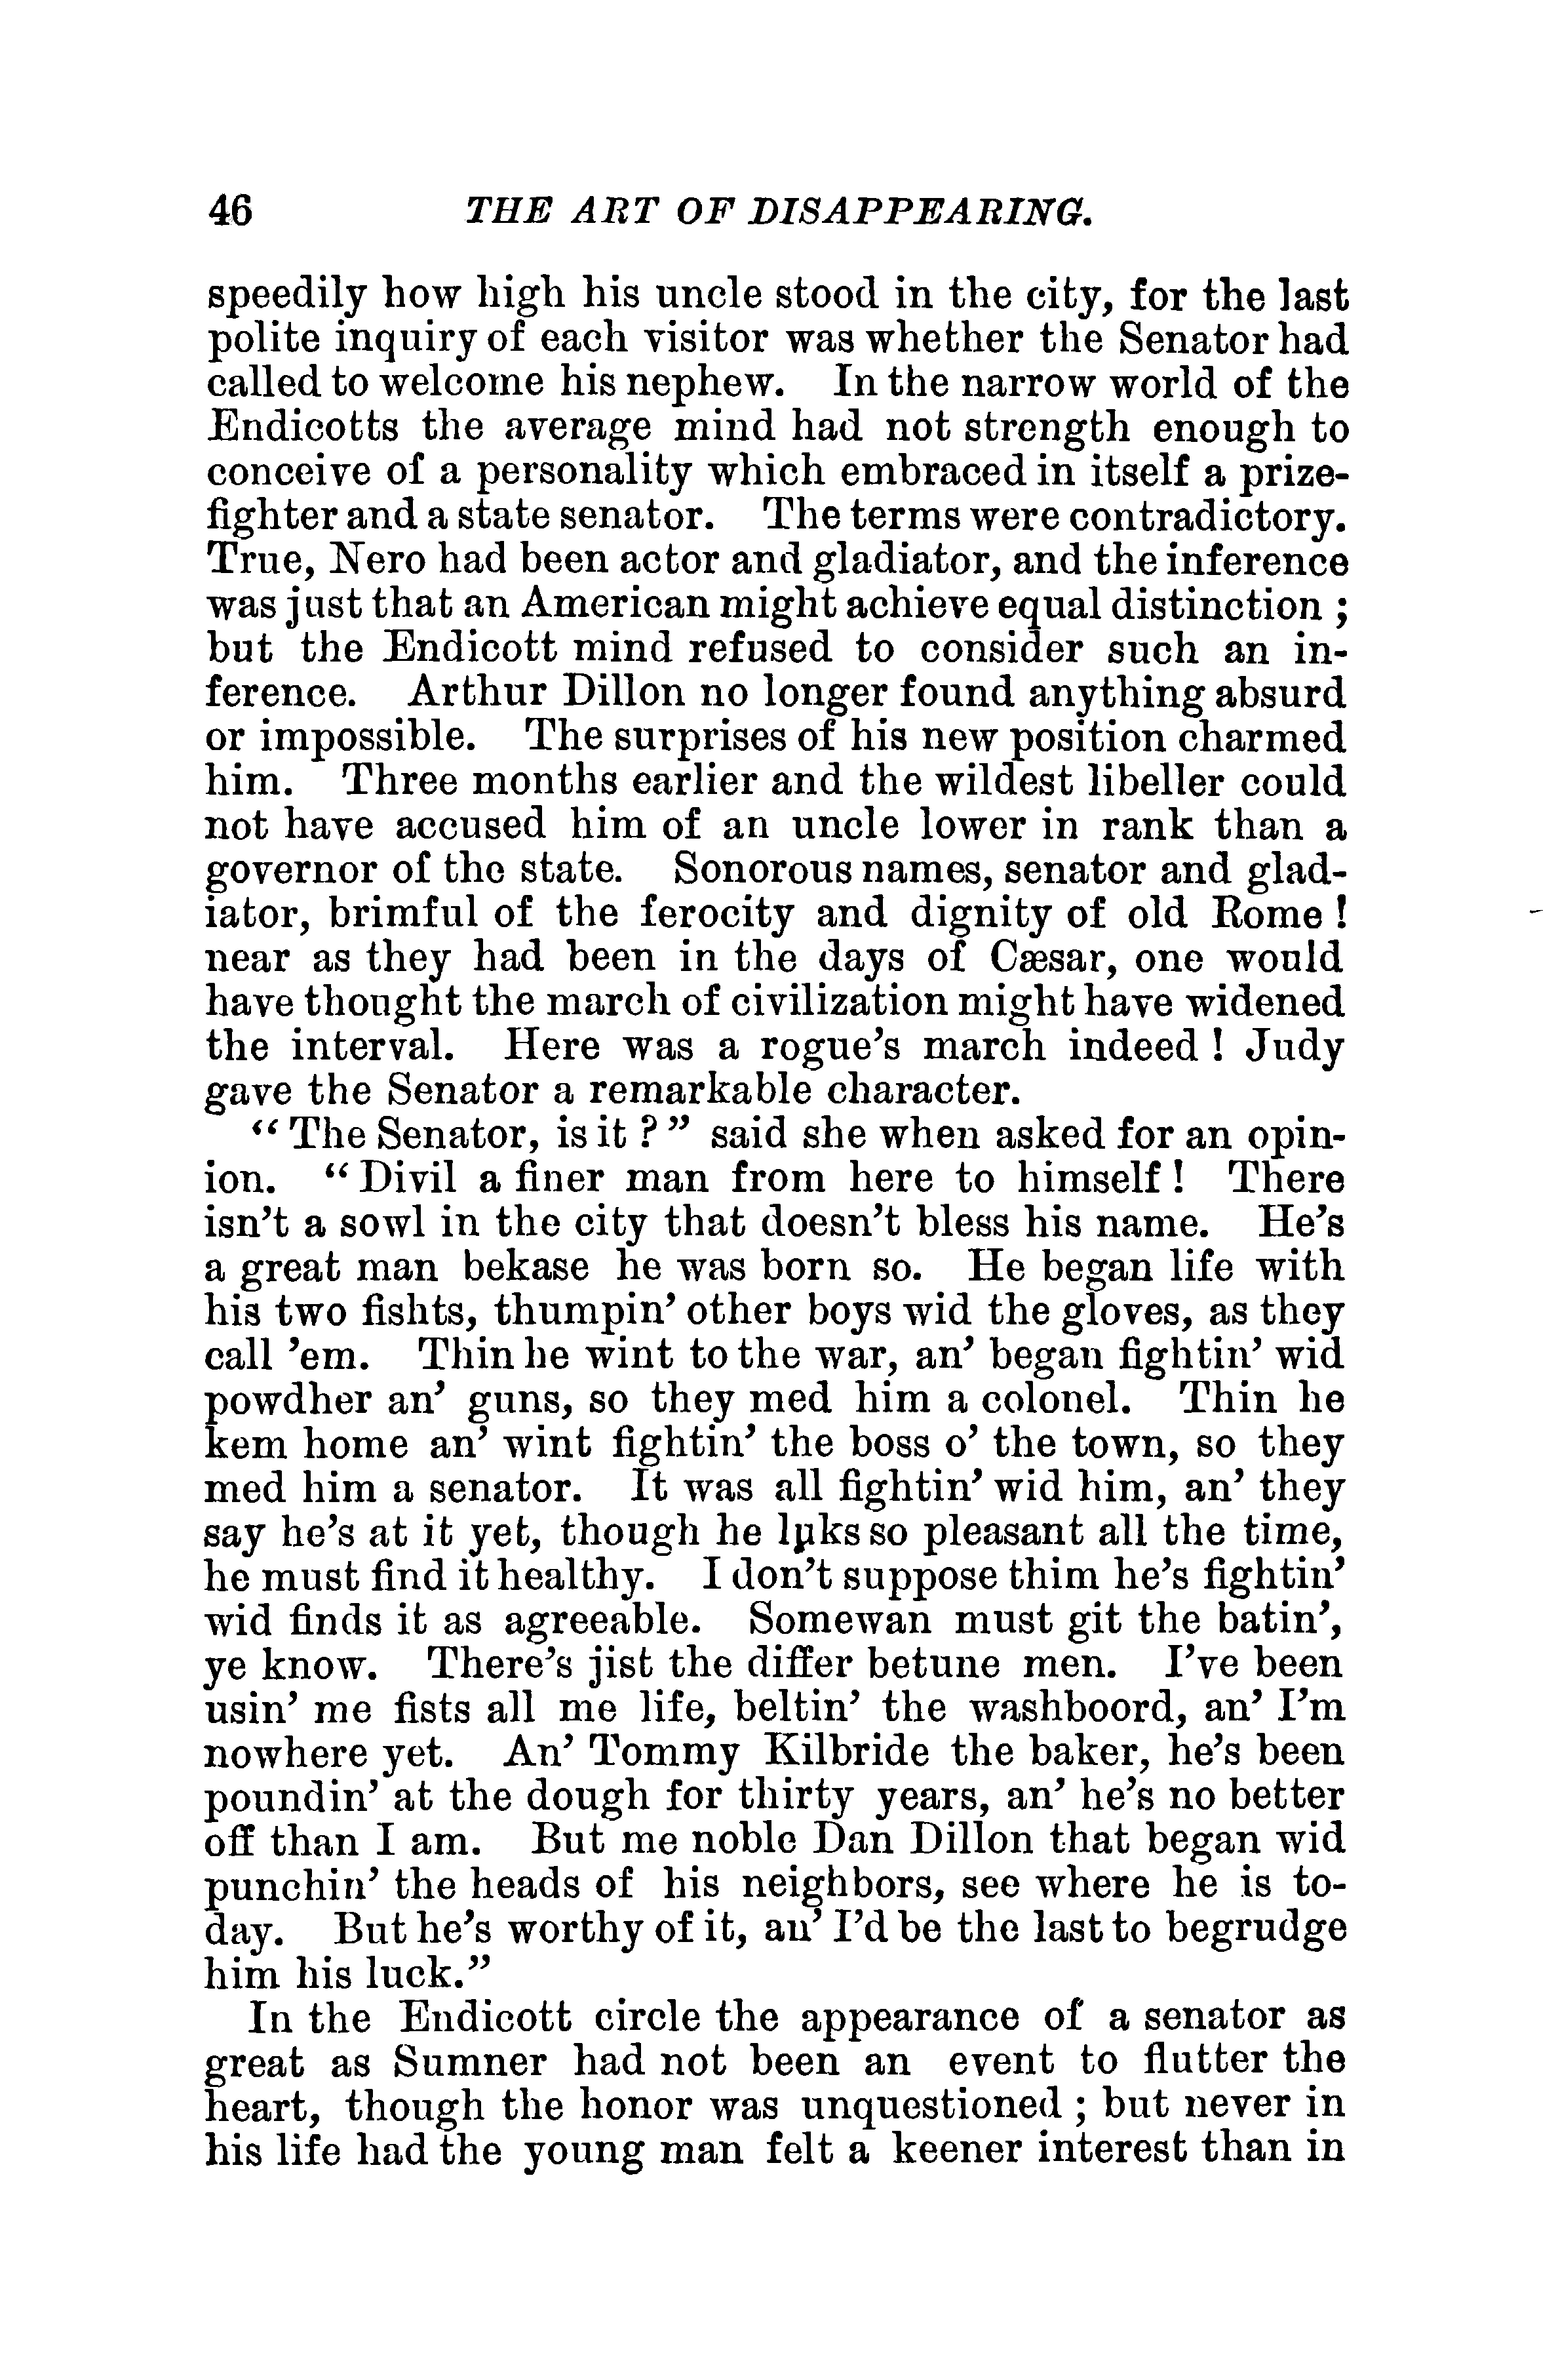 46 THE ART OF DISAPPEARING.
speedily how high his uncle stood in the city, for the last
polite inquiry of each visitor was whether the Senator had
called to welcome his nephew. In the narrow world of the
Endicotts the average mind had not strength enough to
conceive of a personality which embraced in itself a prize-
fighter and a state senator. The terms were contradictory.
True, Nero had been actor and gladiator, and the inference
was just that an American might achieve equal distinction ;
but the Endicott mind refused to consider such an in-
ference. Arthur Dillon no longer found anything absurd
or impossible. The surprises of his new position charmed
him. Three months earlier and the wildest libeller could
not have accused him of an uncle lower in rank than a
governor of the state. Sonorous names, senator and glad-
iator, brimful of the ferocity and dignity of old Rome !
near as they had been in the days of Cæsar, one would
have thought the march of civilization might have widened
the interval. Here was a rogue’s march indeed ! Judy
gave the Senator a remarkable character.
“ The Senator, is it ? ” said she when asked for an opin-
ion. “ Divil a finer man from here to himself ! There
isn’t a sowl in the city that doesn’t bless his name. He’s
a great man bekase he was born so. He began life with
his two fishts, thumpin’ other boys wid the gloves, as they
call ’em. Thin he wint to the war, an’ began fightin’ wid
powdher an’ guns, so they med him a colonel. Thin he
kem home an’ wint fightin’ the boss o’ the town, so they
med him a senator. It was all fightin’ wid him, an’ they
say he’s at it yet, though he luks so pleasant all the time,
he must find it healthy. I don’t suppose thim he’s fightin’
wid finds it as agreeable. Somewan must git the batin’,
ye know. There’s jist the differ betune men. I’ve been
usin’ me fists all me life, beltin’ the washboord, an’ I’m
nowhere yet. An’ Tommy Kilbride the baker, he’s been
poundin’ at the dough for thirty years, an’ he’s no better
off than I am. But me noble Dan Dillon that began wid
punchin’ the heads of his neighbors, see where he is to-
day. But he’s worthy of it, an’ I’d be the last to begrudge
him his luck.”
In the Endicott circle the appearance of a senator as
great as Sumner had not been an event to flutter the
heart, though the honor was unquestioned ; but never in
his life had the young man felt a keener interest than in